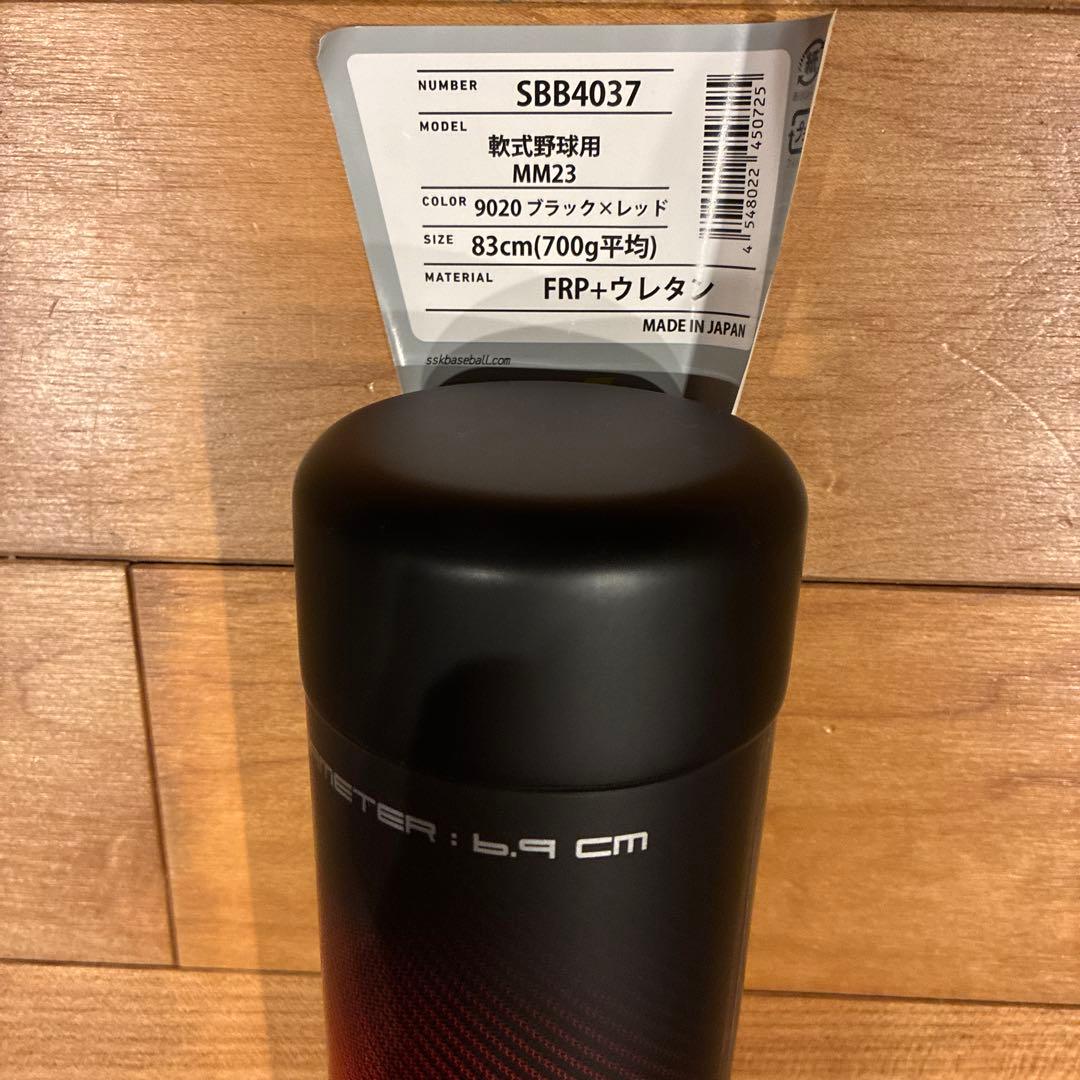 NUMBER SBB4037
MODEL
軟式野球用
MM23
COLOR 9020 ブラック×レッド
SIZE 83cm(700g平均)
MATERIAL FRP+ウレタン
MADE IN JAPAN
sskbaseball.com
4 548022 450725
紙
METER : 6.9 CM